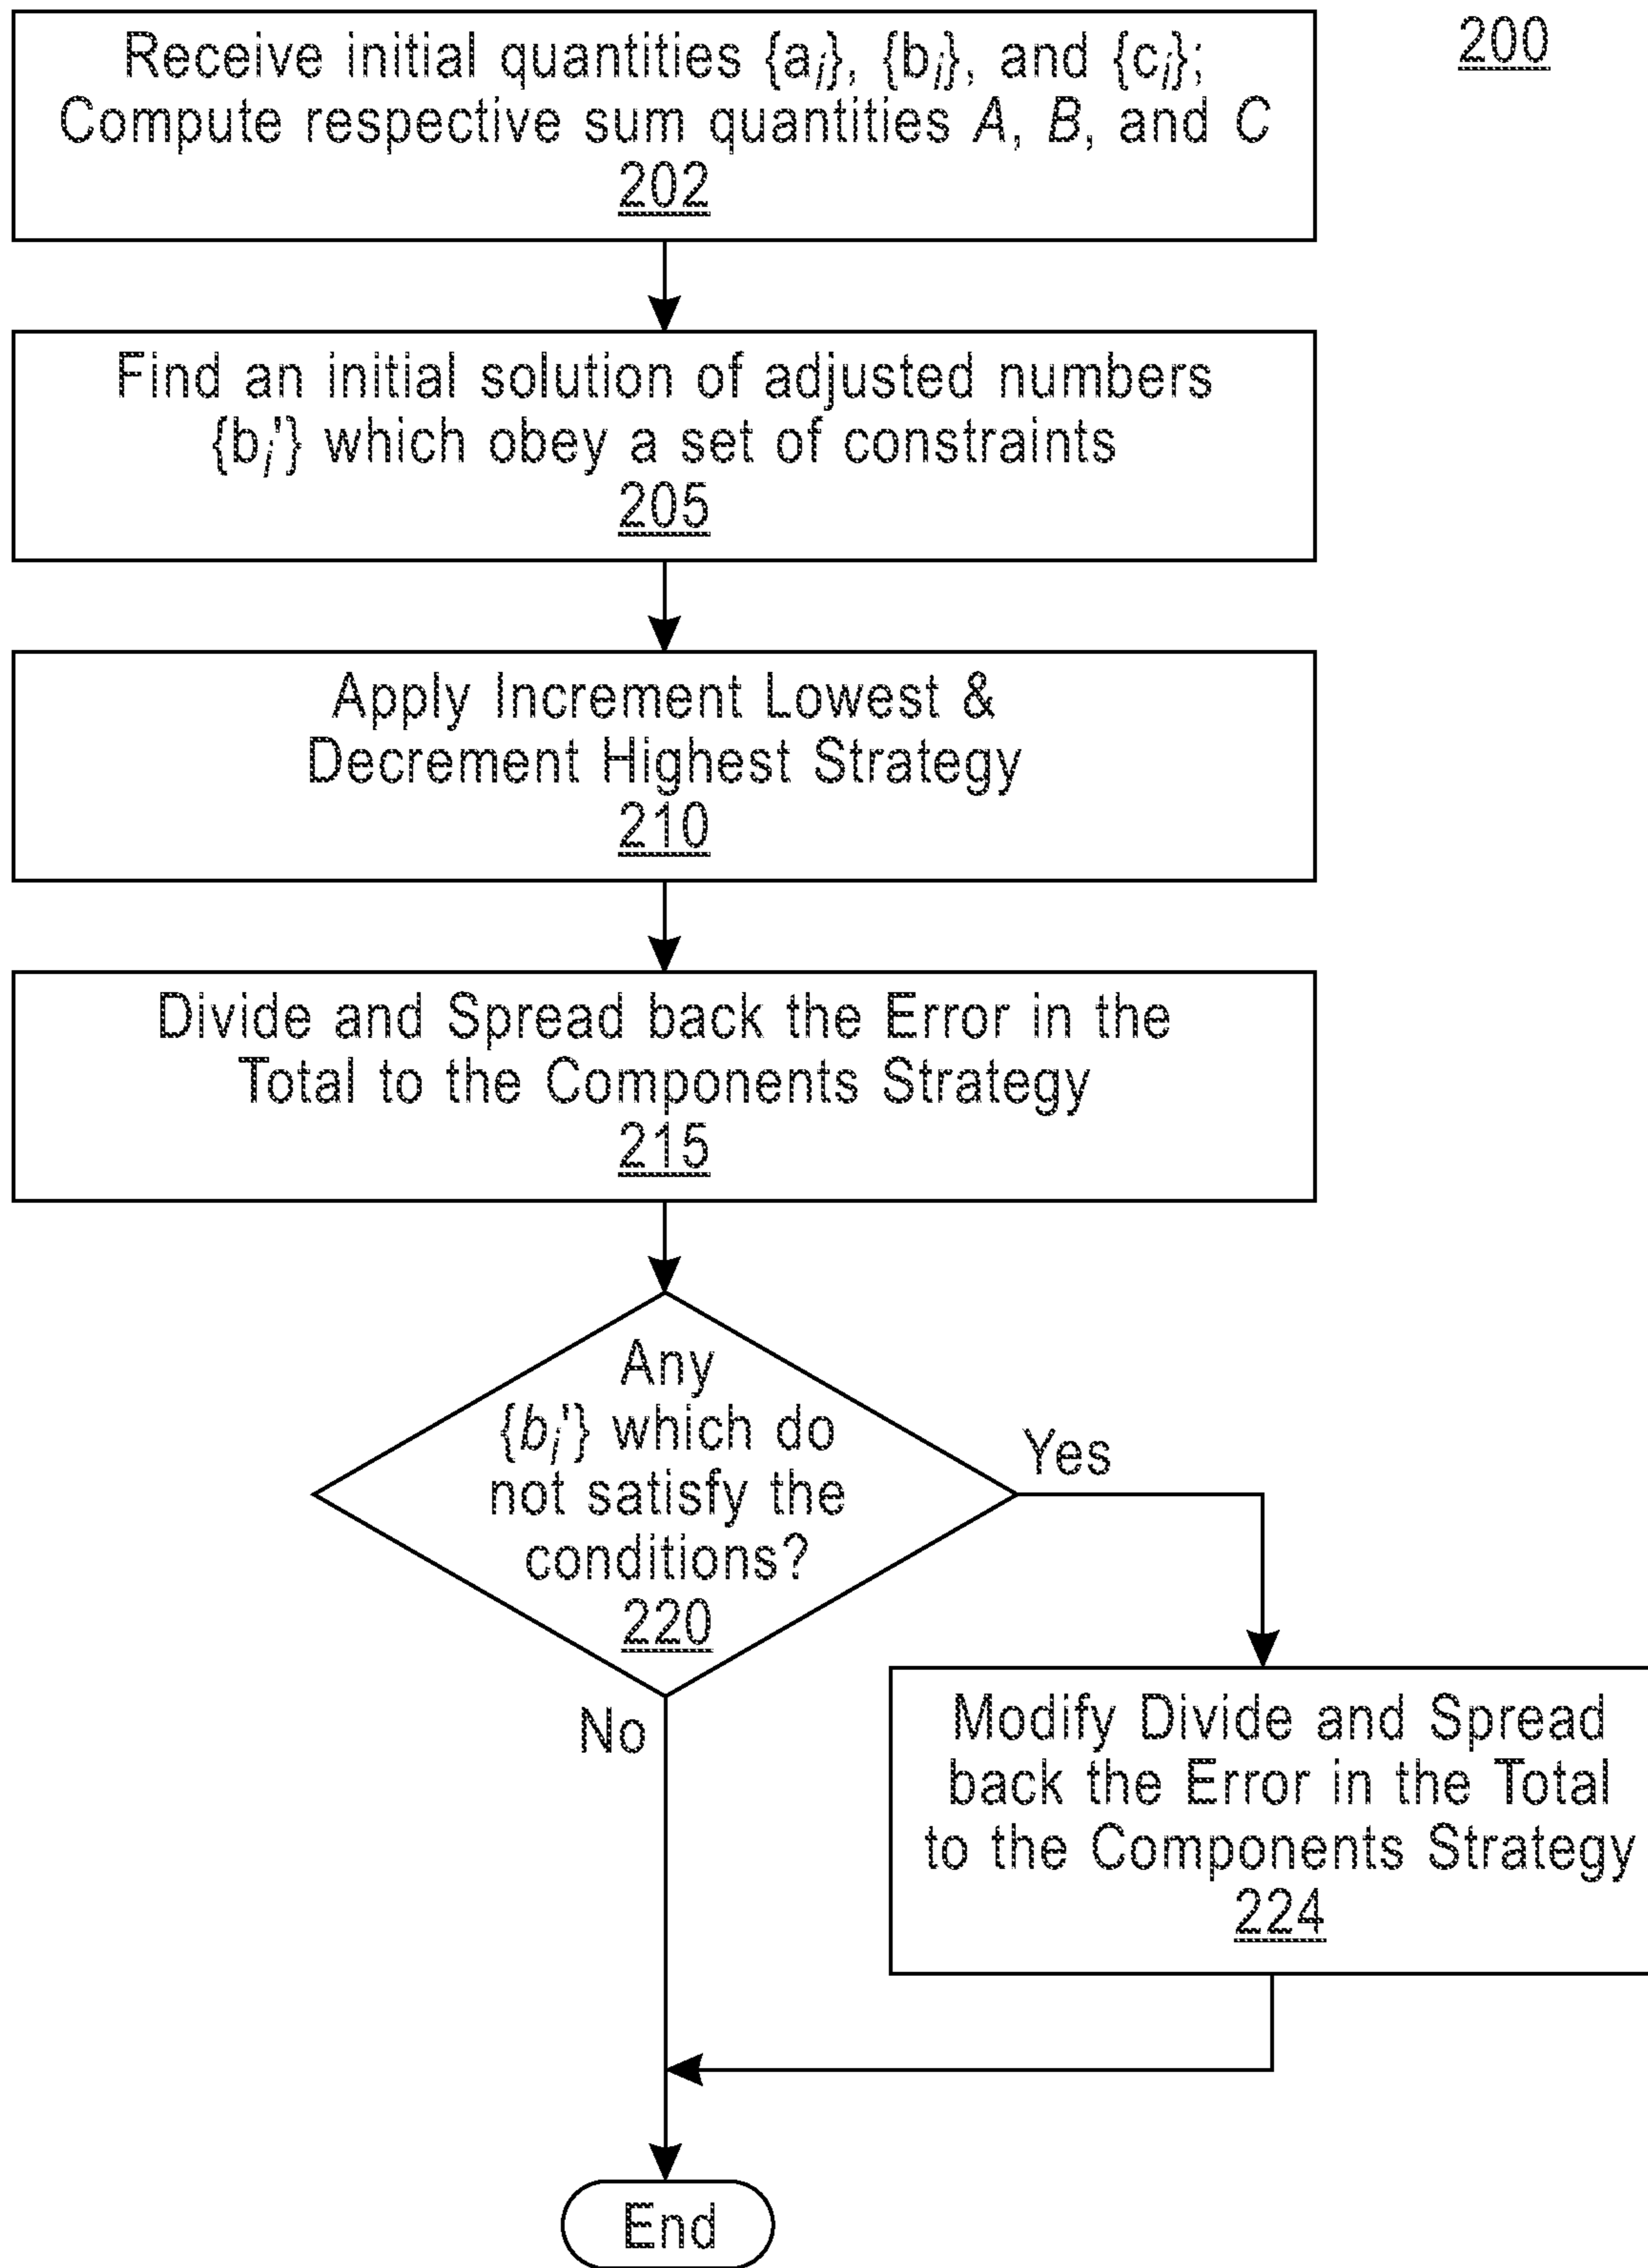 200
Receive initial quantities {aᵢ}, {bᵢ}, and {cᵢ};
Compute respective sum quantities A, B, and C
202
Find an initial solution of adjusted numbers
{bᵢ'} which obey a set of constraints
205
Apply Increment Lowest &
Decrement Highest Strategy
210
Divide and Spread back the Error in the
Total to the Components Strategy
215
Any
{bᵢ'} which do
not satisfy the
conditions?
220
Yes
No
Modify Divide and Spread
back the Error in the Total
to the Components Strategy
224
End